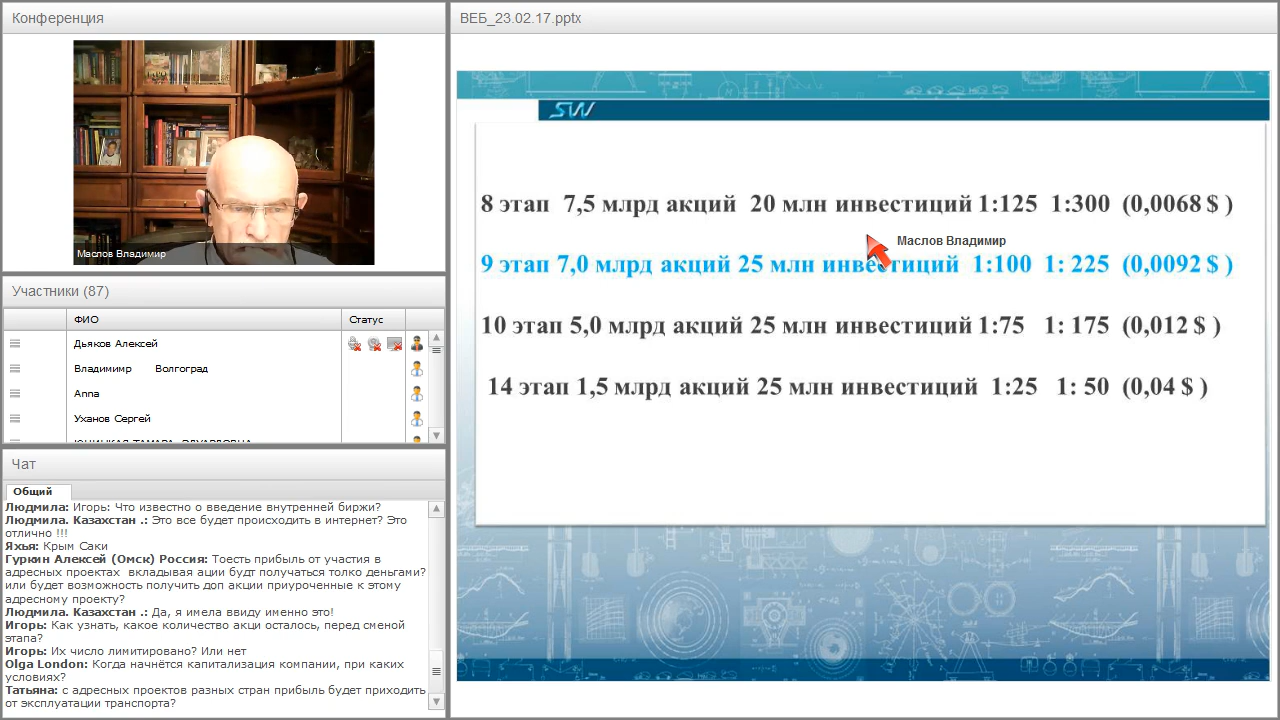 Конференция
Маслов Владимир
Участники (87)
ФИО Статус
Дьяков Алексей
Владимимр Волгоград
Anna
Уханов Сергей
Чат
Общий
Людмила: Игорь: Что известно о введение внутренней биржи?
Людмила. Казахстан .: Это все будет происходить в интернет? Это
отлично !!!
Яхья: Крым Саки
Гуркин Алексей (Омск) Россия: Тоесть прибыль от участия в
адресных проектах вкладывая ации будт получаться толко деньгами?
или будет возможность получить доп акции приуроченные к этому
адресному проекту?
Людмила. Казахстан .: Да, я имела ввиду именно это!
Игорь: Как узнать, какое количество акци осталось, перед сменой
этапа?
Игорь: Их число лимитировано? Или нет
Olga London: Когда начнётся капитализация компании, при каких
условиях?
Татьяна: с адресных проектов разных стран прибыль будет приходить
от эксплуатации транспорта?
ВЕБ_23.02.17.pptx
SW
8 этап 7,5 млрд акций 20 млн инвестиций 1:125 1:300 (0,0068 $ )
Маслов Владимир
9 этап 7,0 млрд акций 25 млн инвестиций 1:100 1: 225 (0,0092 $ )
10 этап 5,0 млрд акций 25 млн инвестиций 1:75 1: 175 (0,012 $ )
14 этап 1,5 млрд акций 25 млн инвестиций 1:25 1: 50 (0,04 $ )